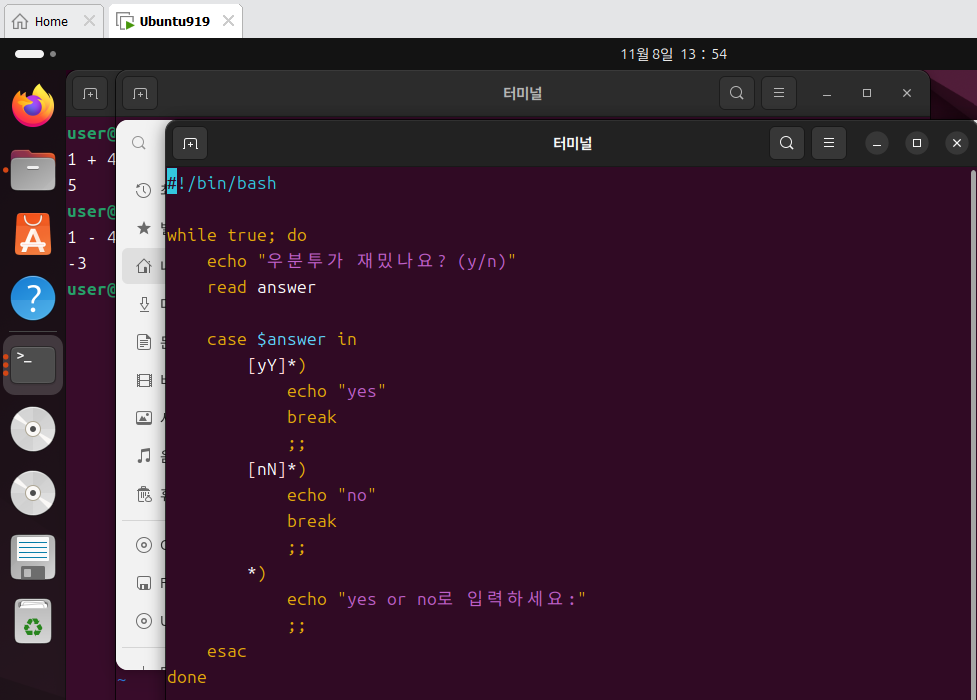 Home
Ubuntu919
11월 8일 13 : 54
터미널
터미널
user@
1 + 4
5
user@
1 - 4
-3
user@
#!/bin/bash
while true; do
echo "우분투가 재밌나요? (y/n)"
read answer
case $answer in
[yY]*)
echo "yes"
break
;;
[nN]*)
echo "no"
break
;;
*)
echo "yes or no로 입력하세요:"
;;
esac
done
~